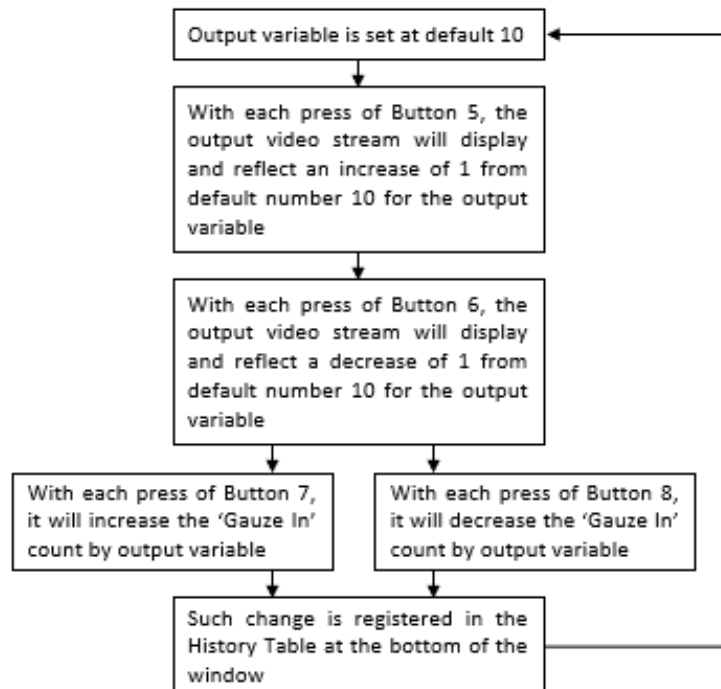 Output variable is set at default 10
With each press of Button 5, the
output video stream will display
and reflect an increase of 1 from
default number 10 for the output
variable
With each press of Button 6, the
output video stream will display
and reflect a decrease of 1 from
default number 10 for the output
variable
With each press of Button 7,
it will increase the ‘Gauze In’
count by output variable
With each press of Button 8,
it will decrease the ‘Gauze In’
count by output variable
Such change is registered in the
History Table at the bottom of the
window